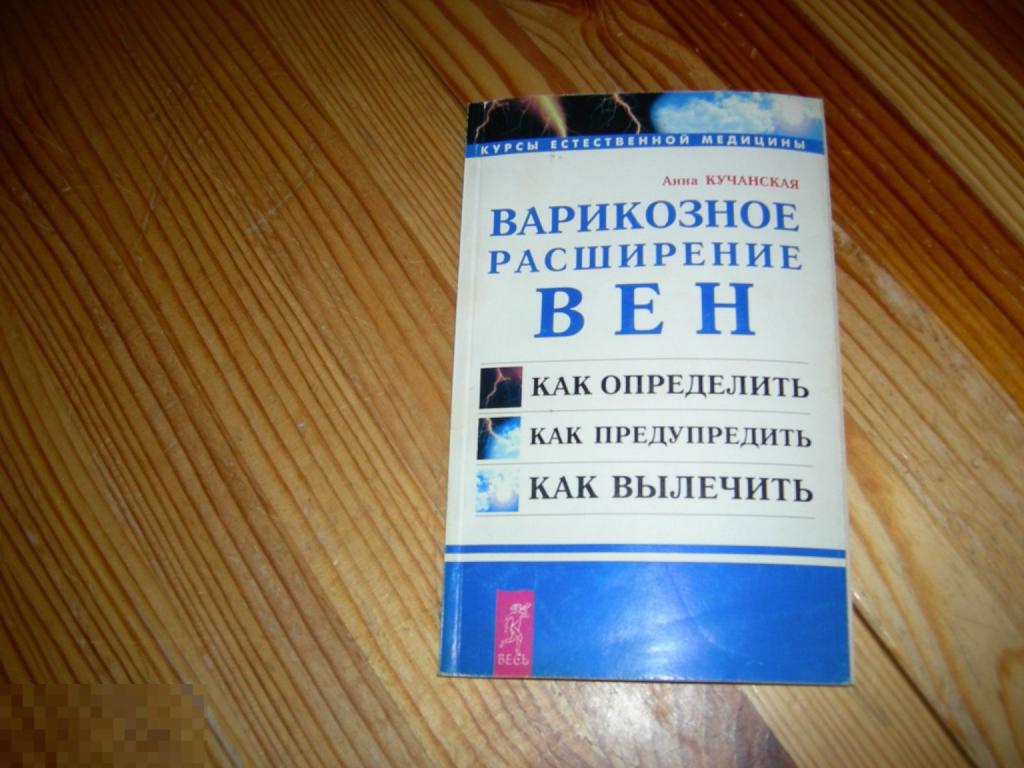 КУРСЫ ЕСТЕСТВЕННОЙ МЕДИЦИНЫ
Анна КУЧАНСКАЯ
ВАРИКОЗНОЕ
РАСШИРЕНИЕ
ВЕН
КАК ОПРЕДЕЛИТЬ
КАК ПРЕДУПРЕДИТЬ
КАК ВЫЛЕЧИТЬ
ВЕСЬ